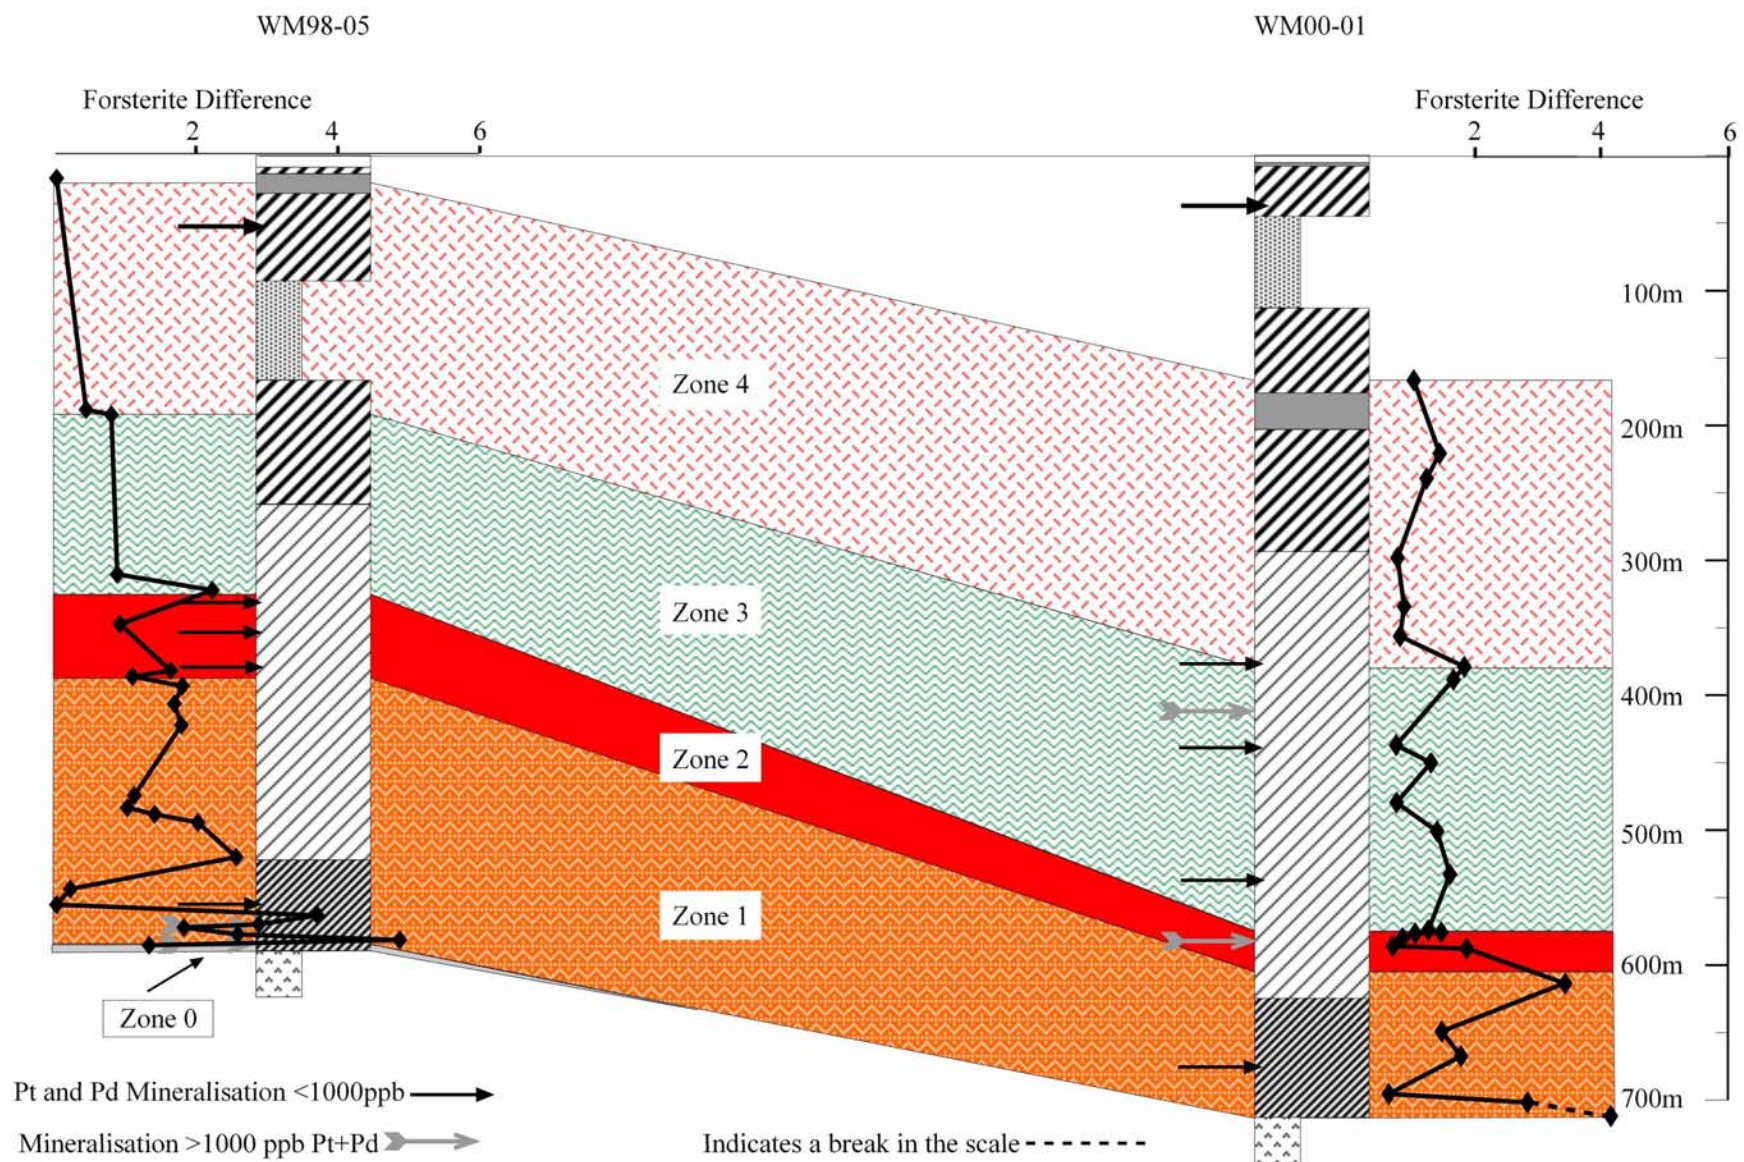 WM98-05
WM00-01
Forsterite Difference
2 4 6
Forsterite Difference
2 4 6
100m
200m
300m
400m
500m
600m
700m
Zone 4
Zone 3
Zone 2
Zone 1
Zone 0
Pt and Pd Mineralisation <1000ppb
Mineralisation >1000 ppb Pt+Pd
Indicates a break in the scale